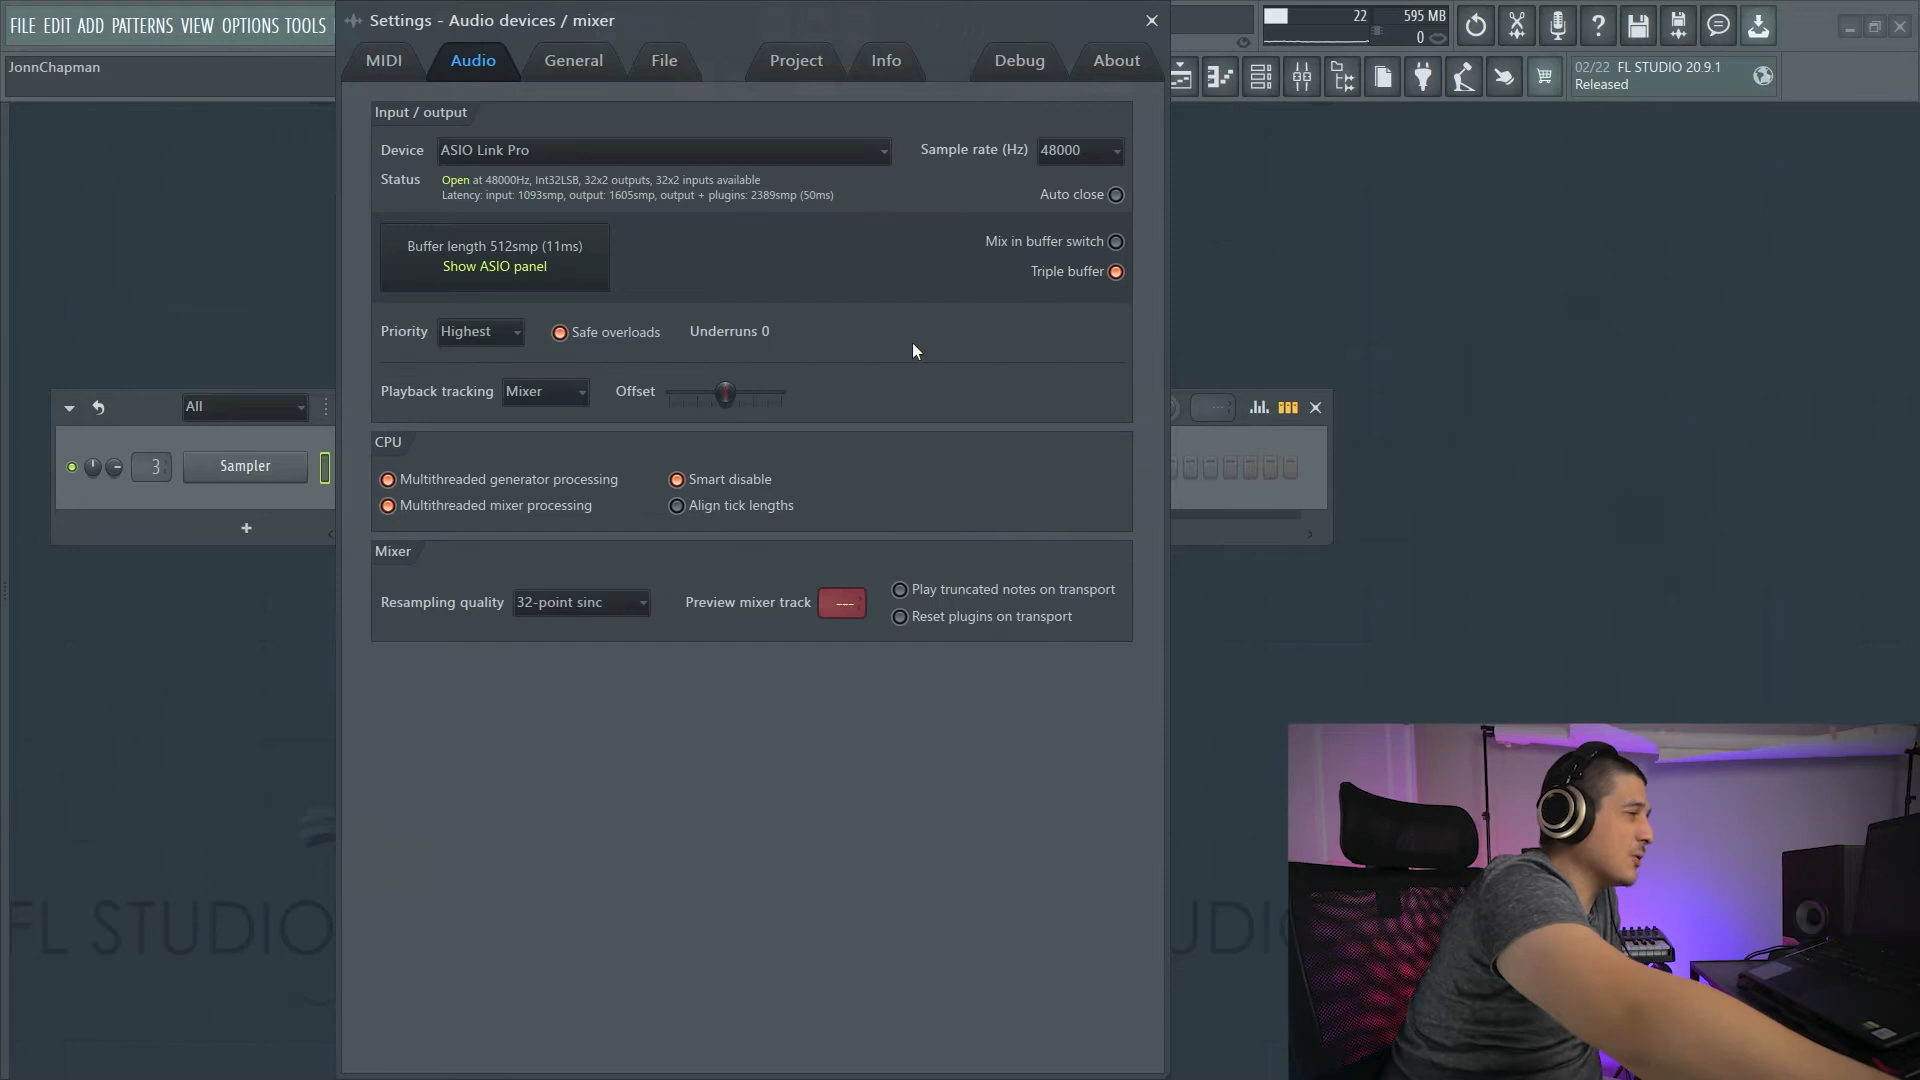 FILE EDIT ADD PATTERNS VIEW OPTIONS TOOLS
JonnChapman
Settings - Audio devices / mixer
MIDI Audio General File Project Info Debug About
22 595 MB
0
02/22 FL STUDIO 20.9.1
Released
Input / output
Device ASIO Link Pro Sample rate (Hz) 48000
Status Open at 48000Hz, Int32LSB, 32x2 outputs, 32x2 inputs available
Latency: input: 1093smp, output: 1605smp, output + plugins: 2389smp (50ms)
Auto close
Buffer length 512smp (11ms)
Show ASIO panel
Mix in buffer switch
Triple buffer
Priority Highest Safe overloads Underruns 0
Playback tracking Mixer Offset
CPU
Multithreaded generator processing Smart disable
Multithreaded mixer processing Align tick lengths
Mixer
Resampling quality 32-point sinc Preview mixer track --- Play truncated notes on transport
Reset plugins on transport
All
3 Sampler
FL STUDIO
UDIO